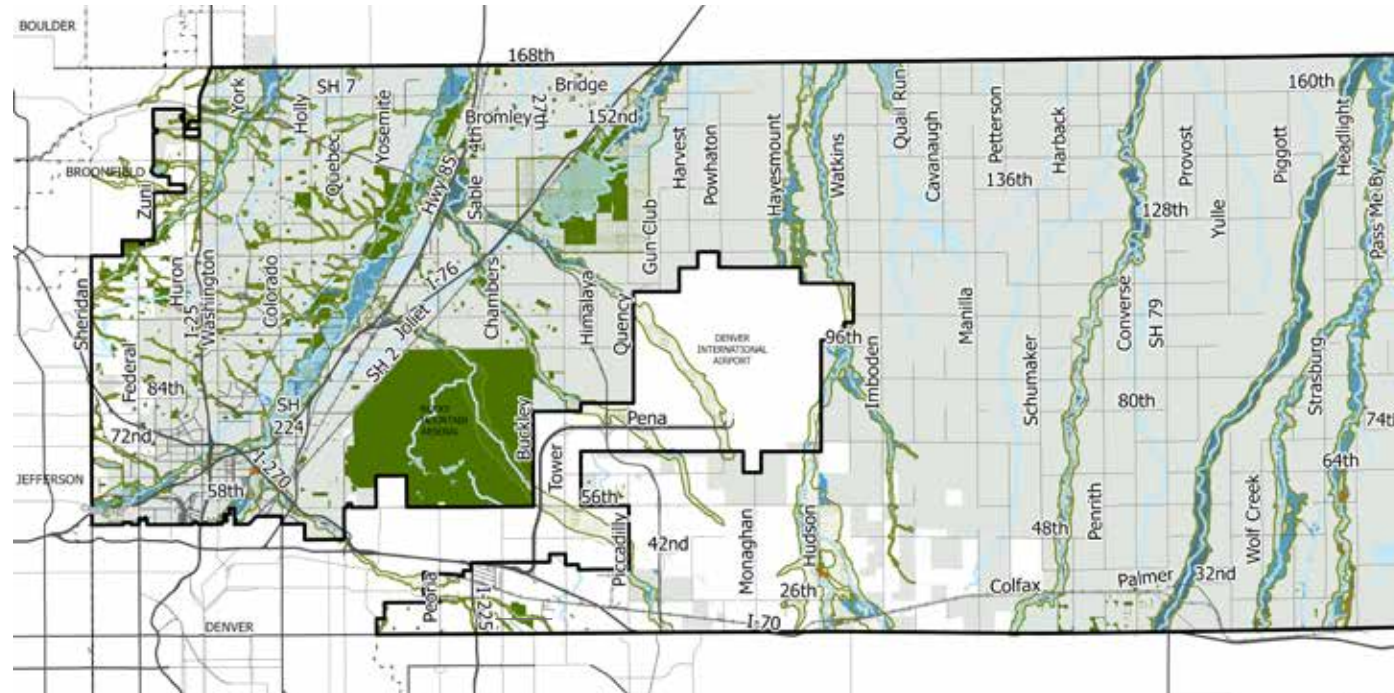 BOULDER
168th
SH 7
Bridge
160th
York
Holly
Yosemite
Bromley
27th
152nd
4th
Quebec
Hwy 85
Sable
Harvest
Powhaton
Hayesmount
Watkins
Quail Run
Cavanaugh
Petterson
136th
Harback
Provost
Piggott
Headlight
BROOMFIELD
Zuni
128th
Yulle
Pass Me By
Gun Club
Huron
I-25
Washington
Colorado
I-76
Joliet
SH 2
Chambers
Himalaya
Quency
Sheridan
Federal
84th
DENVER
INTERNATIONAL
AIRPORT
96th
Imboden
Manilla
Schumaker
Converse
SH 79
80th
Strasburg
74th
SH
224
72nd
ROCKY
MOUNTAIN
ARSENAL
Buckley
Pena
Tower
JEFFERSON
I-270
58th
56th
64th
Piccadilly
42nd
Monaghan
Hudson
48th
Penrith
Wolf Creek
26th
Colfax
Palmer
32nd
Peoria
I-225
I-70
DENVER